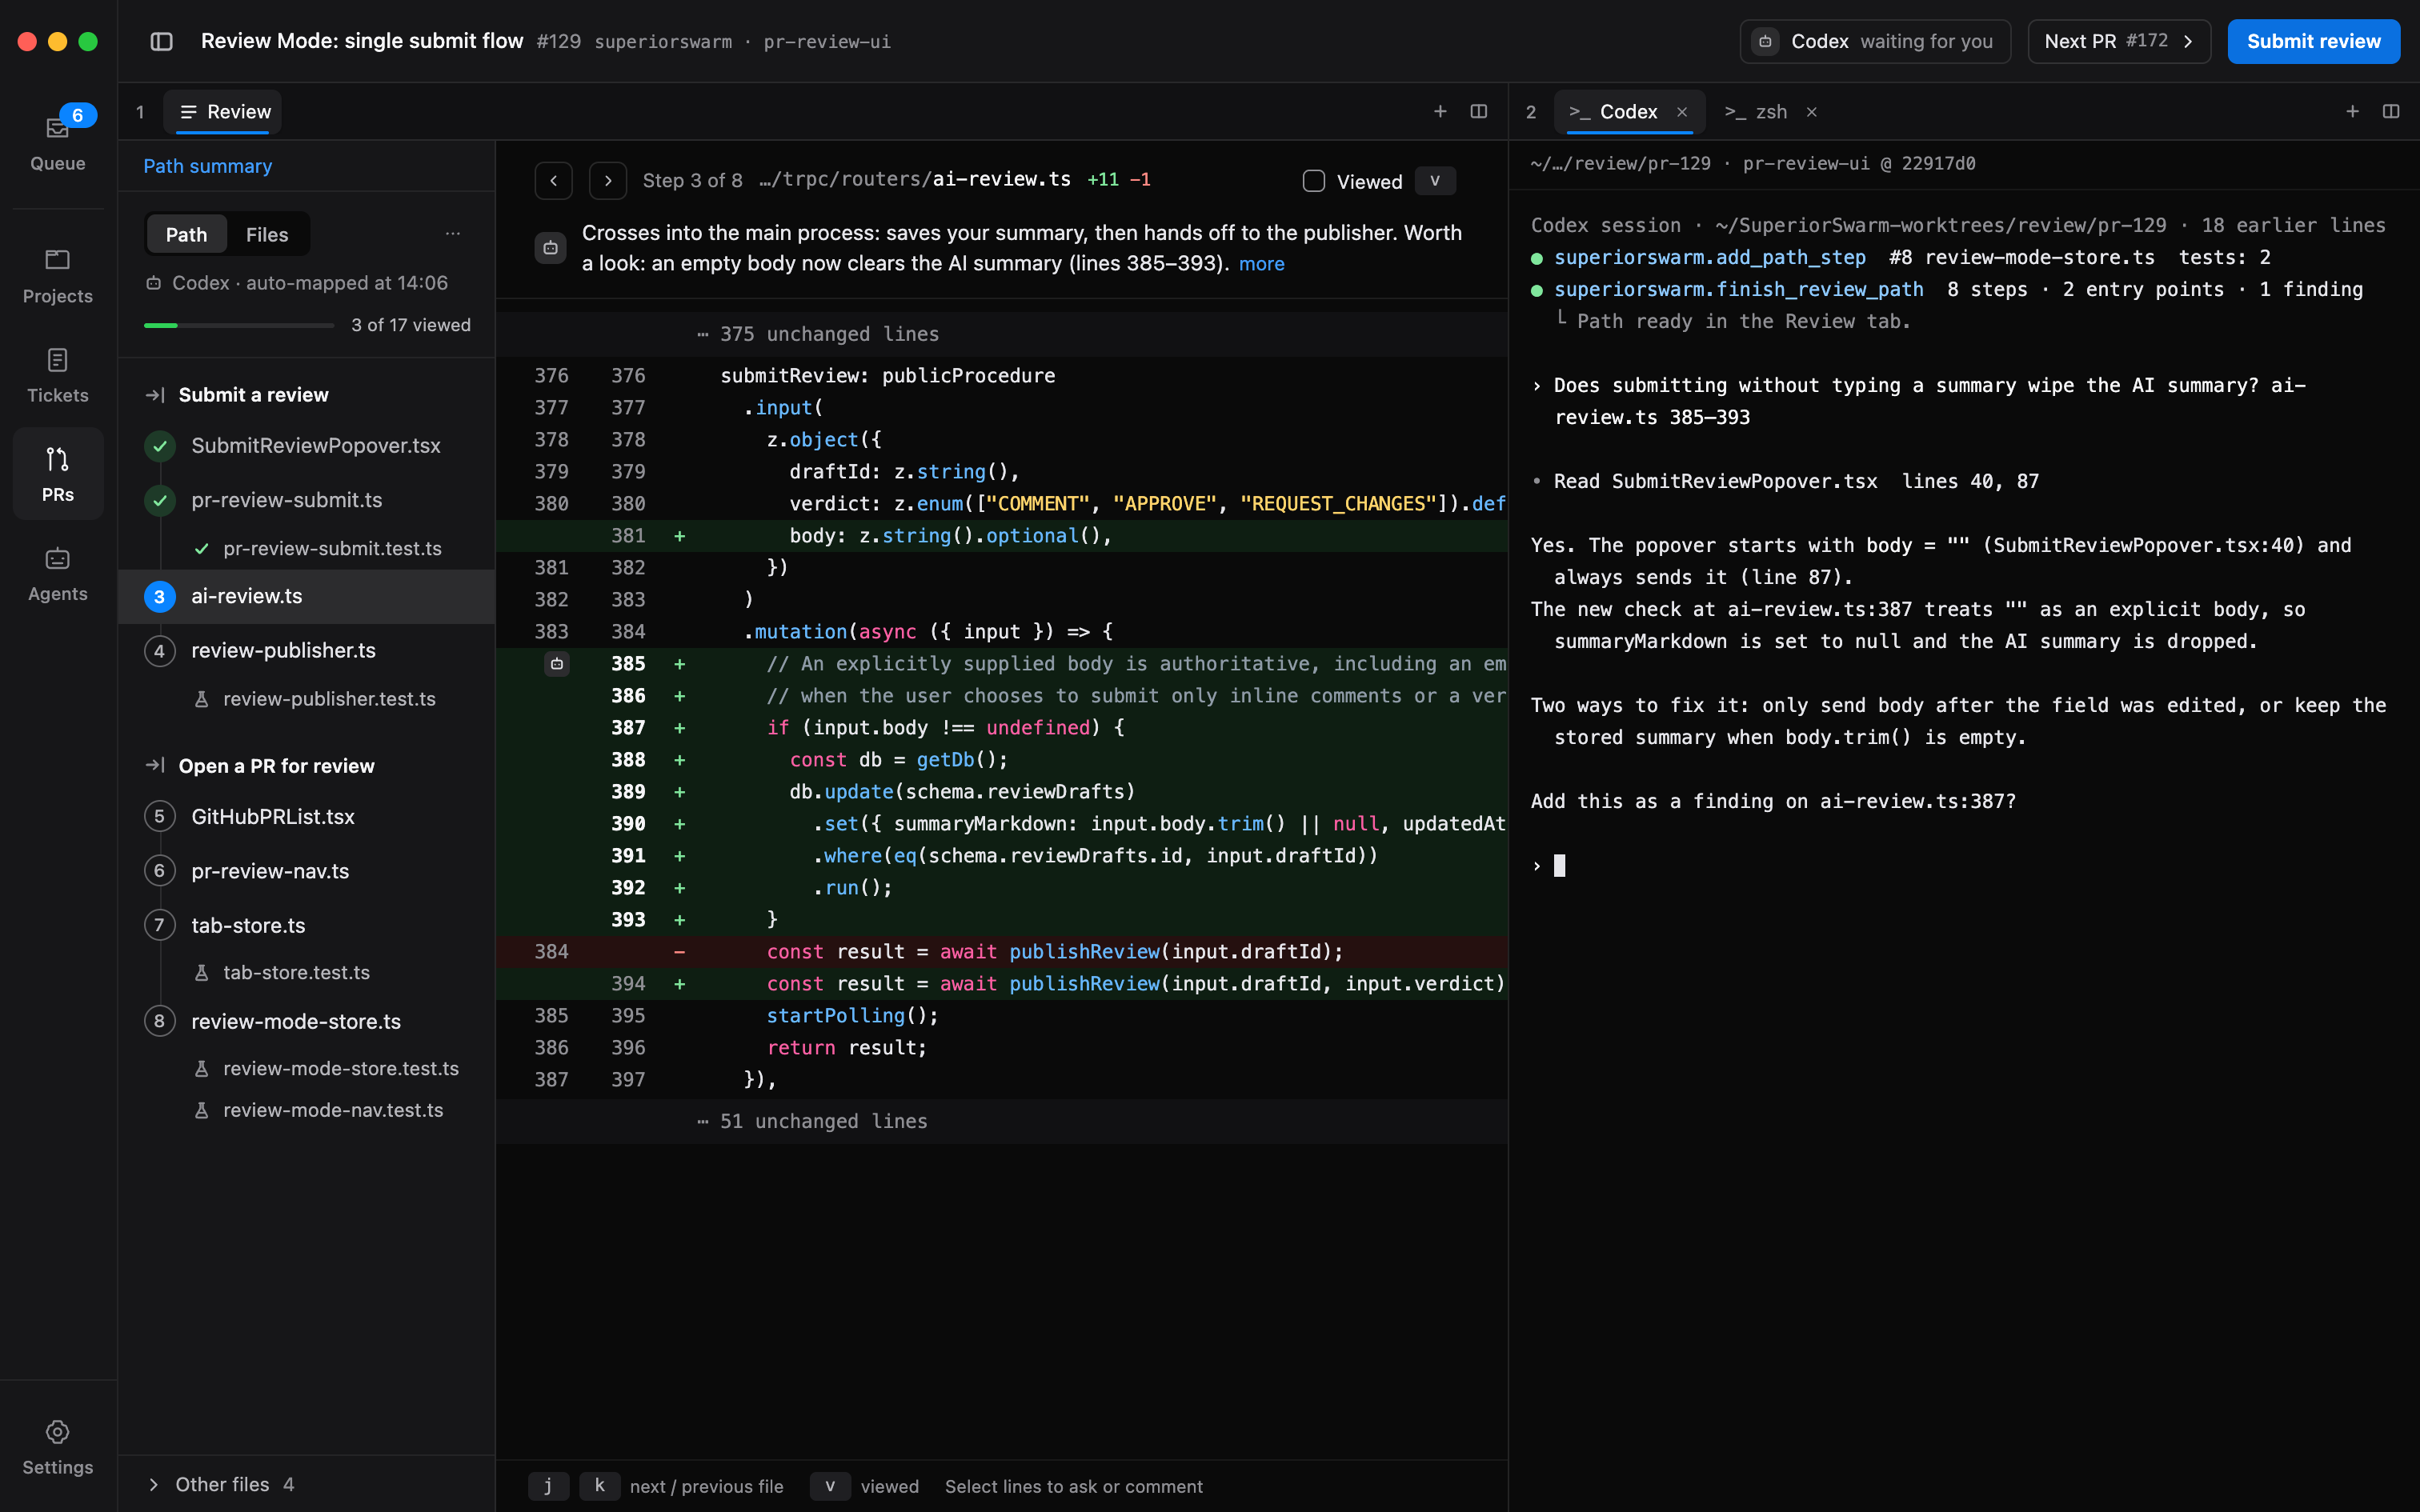 Review Mode: single submit flow #129 superiorswarm · pr-review-ui
Codex waiting for you
Next PR #172
Submit review
6
Queue
Projects
Tickets
PRs
Agents
Settings
1
Review
Path summary
Path Files ...
Codex · auto-mapped at 14:06
3 of 17 viewed
Submit a review
SubmitReviewPopover.tsx
pr-review-submit.ts
pr-review-submit.test.ts
3 ai-review.ts
4 review-publisher.ts
review-publisher.test.ts
Open a PR for review
5 GitHubPRList.tsx
6 pr-review-nav.ts
7 tab-store.ts
tab-store.test.ts
8 review-mode-store.ts
review-mode-store.test.ts
review-mode-nav.test.ts
Other files 4
Step 3 of 8 …/trpc/routers/ai-review.ts +11 −1
Viewed v
Crosses into the main process: saves your summary, then hands off to the publisher. Worth
a look: an empty body now clears the AI summary (lines 385–393). more
⋯ 375 unchanged lines
376 376 submitReview: publicProcedure
377 377 .input(
378 378 z.object({
379 379 draftId: z.string(),
380 380 verdict: z.enum(["COMMENT", "APPROVE", "REQUEST_CHANGES"]).def
381 + body: z.string().optional(),
381 382 })
382 383 )
383 384 .mutation(async ({ input }) => {
385 + // An explicitly supplied body is authoritative, including an em
386 + // when the user chooses to submit only inline comments or a ver
387 + if (input.body !== undefined) {
388 + const db = getDb();
389 + db.update(schema.reviewDrafts)
390 + .set({ summaryMarkdown: input.body.trim() || null, updatedAt
391 + .where(eq(schema.reviewDrafts.id, input.draftId))
392 + .run();
393 + }
384 − const result = await publishReview(input.draftId);
394 + const result = await publishReview(input.draftId, input.verdict)
385 395 startPolling();
386 396 return result;
387 397 }),
⋯ 51 unchanged lines
j k next / previous file v viewed Select lines to ask or comment
2
>_ Codex ×
>_ zsh ×
~/…/review/pr-129 · pr-review-ui @ 22917d0
Codex session · ~/SuperiorSwarm-worktrees/review/pr-129 · 18 earlier lines
● superiorswarm.add_path_step #8 review-mode-store.ts tests: 2
● superiorswarm.finish_review_path 8 steps · 2 entry points · 1 finding
└ Path ready in the Review tab.
› Does submitting without typing a summary wipe the AI summary? ai-
review.ts 385–393
• Read SubmitReviewPopover.tsx lines 40, 87
Yes. The popover starts with body = "" (SubmitReviewPopover.tsx:40) and
always sends it (line 87).
The new check at ai-review.ts:387 treats "" as an explicit body, so
summaryMarkdown is set to null and the AI summary is dropped.
Two ways to fix it: only send body after the field was edited, or keep the
stored summary when body.trim() is empty.
Add this as a finding on ai-review.ts:387?
›